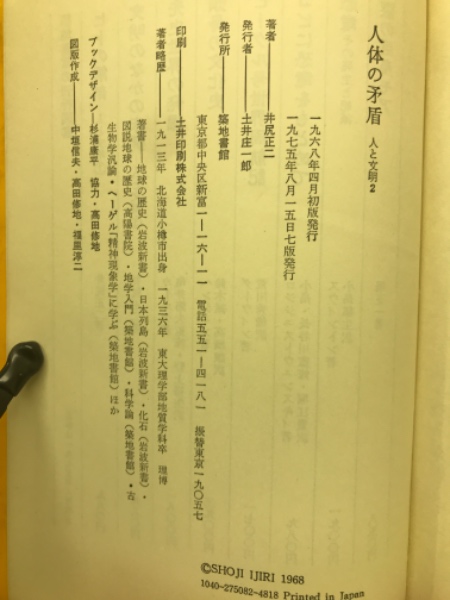 人体の矛盾 人と文明2
一九六八年四月初版発行
一九七五年八月一五日七版発行
著者――井尻正二
発行者――土井庄一郎
発行所――築地書館
東京都中央区新富一―一六―一一 電話五五一―四一八一 振替東京一九〇五七
印刷――土井印刷株式会社
著者略歴――一九一三年 北海道小樽市出身 一九三六年 東大理学部地質学科卒 理博
著書――地球の歴史（岩波新書）・日本列島（岩波新書）・化石（岩波新書）・
図説地球の歴史（高陽書院）・地学入門（築地書館）・科学論（築地書館）・古
生物学汎論・ヘーゲル『精神現象学』に学ぶ（築地書館）ほか
ブックデザイン――杉浦康平 協力・高田修地
図版作成――中垣信夫・高田修地・福里淳二
©SHOJI IJIRI 1968
1040-275082-4818 Printed in Japan